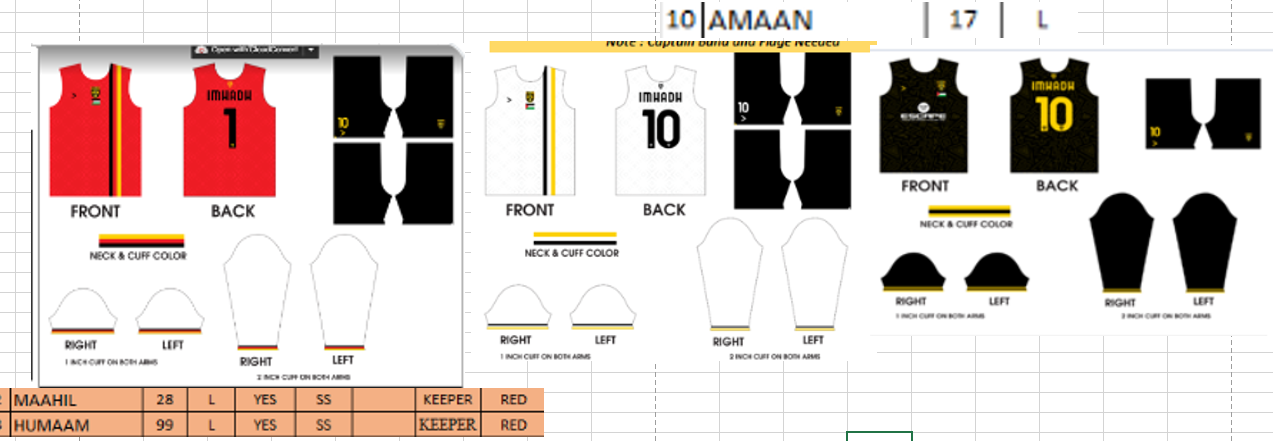 10 AMAAN 17 L
Open with CloudConvert
Note : Captain Band and Flage Needed
IMHADH
1
10
FRONT BACK
NECK & CUFF COLOR
RIGHT LEFT
1 INCH CUFF ON BOTH ARMS
RIGHT LEFT
2 INCH CUFF ON BOTH ARMS
IMHADH
10
10
FRONT BACK
NECK & CUFF COLOR
RIGHT LEFT
1 INCH CUFF ON BOTH ARMS
RIGHT LEFT
2 INCH CUFF ON BOTH ARMS
ESCAPE
IMHADH
10
10
FRONT BACK
NECK & CUFF COLOR
RIGHT LEFT
1 INCH CUFF ON BOTH ARMS
RIGHT LEFT
2 INCH CUFF ON BOTH ARMS
MAAHIL 28 L YES SS KEEPER RED
HUMAAM 99 L YES SS KEEPER RED